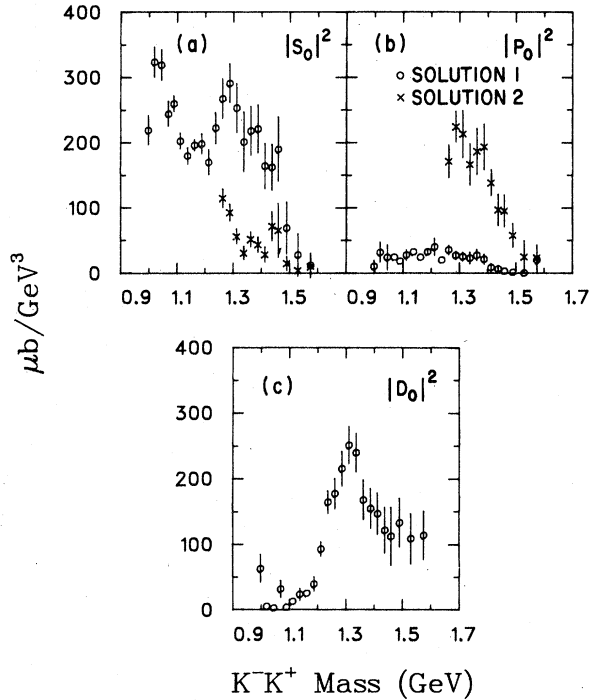 400
300
200
100
0
(a)
|S₀|²
(b)
|P₀|²
○ SOLUTION 1
× SOLUTION 2
0.9 1.1 1.3 1.5 0.9 1.1 1.3 1.5 1.7
μb/GeV³
400
300
200
100
0
(c)
|D₀|²
0.9 1.1 1.3 1.5 1.7
K⁻K⁺ Mass (GeV)